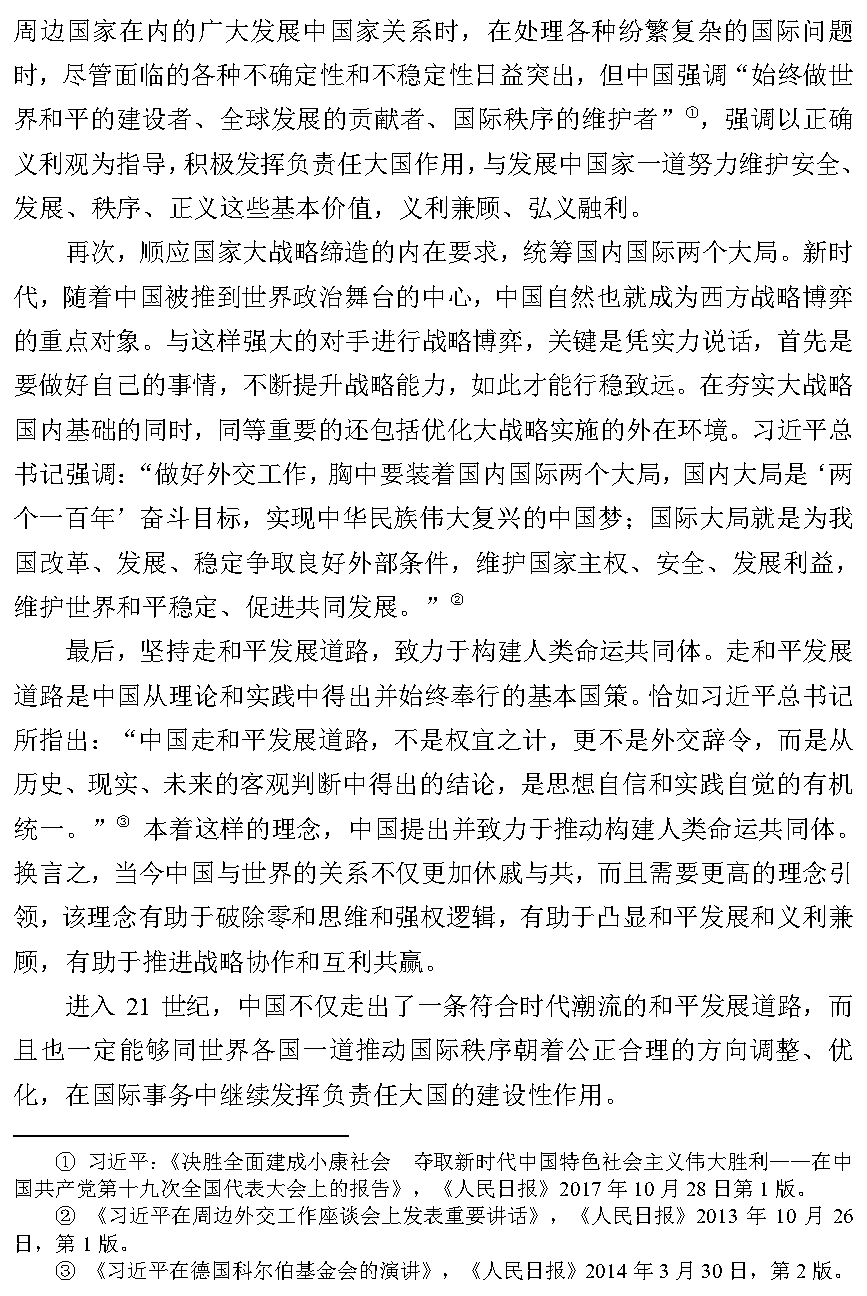 周边国家在内的广大发展中国家关系时，在处理各种纷繁复杂的国际问题
时，尽管面临的各种不确定性和不稳定性日益突出，但中国强调“始终做世
界和平的建设者、全球发展的贡献者、国际秩序的维护者”①，强调以正确
义利观为指导，积极发挥负责任大国作用，与发展中国家一道努力维护安全、
发展、秩序、正义这些基本价值，义利兼顾、弘义融利。
再次，顺应国家大战略缔造的内在要求，统筹国内国际两个大局。新时
代，随着中国被推到世界政治舞台的中心，中国自然也就成为西方战略博弈
的重点对象。与这样强大的对手进行战略博弈，关键是凭实力说话，首先是
要做好自己的事情，不断提升战略能力，如此才能行稳致远。在夯实大战略
国内基础的同时，同等重要的还包括优化大战略实施的外在环境。习近平总
书记强调：“做好外交工作，胸中要装着国内国际两个大局，国内大局是‘两
个一百年’奋斗目标，实现中华民族伟大复兴的中国梦；国际大局就是为我
国改革、发展、稳定争取良好外部条件，维护国家主权、安全、发展利益，
维护世界和平稳定、促进共同发展。”②
最后，坚持走和平发展道路，致力于构建人类命运共同体。走和平发展
道路是中国从理论和实践中得出并始终奉行的基本国策。恰如习近平总书记
所指出：“中国走和平发展道路，不是权宜之计，更不是外交辞令，而是从
历史、现实、未来的客观判断中得出的结论，是思想自信和实践自觉的有机
统一。”③ 本着这样的理念，中国提出并致力于推动构建人类命运共同体。
换言之，当今中国与世界的关系不仅更加休戚与共，而且需要更高的理念引
领，该理念有助于破除零和思维和强权逻辑，有助于凸显和平发展和义利兼
顾，有助于推进战略协作和互利共赢。
进入 21 世纪，中国不仅走出了一条符合时代潮流的和平发展道路，而
且也一定能够同世界各国一道推动国际秩序朝着公正合理的方向调整、优
化，在国际事务中继续发挥负责任大国的建设性作用。
① 习近平：《决胜全面建成小康社会　夺取新时代中国特色社会主义伟大胜利——在中
国共产党第十九次全国代表大会上的报告》，《人民日报》2017 年 10 月 28 日第 1 版。
② 《习近平在周边外交工作座谈会上发表重要讲话》，《人民日报》2013 年 10 月 26
日，第 1 版。
③ 《习近平在德国科尔伯基金会的演讲》，《人民日报》2014 年 3 月 30 日，第 2 版。